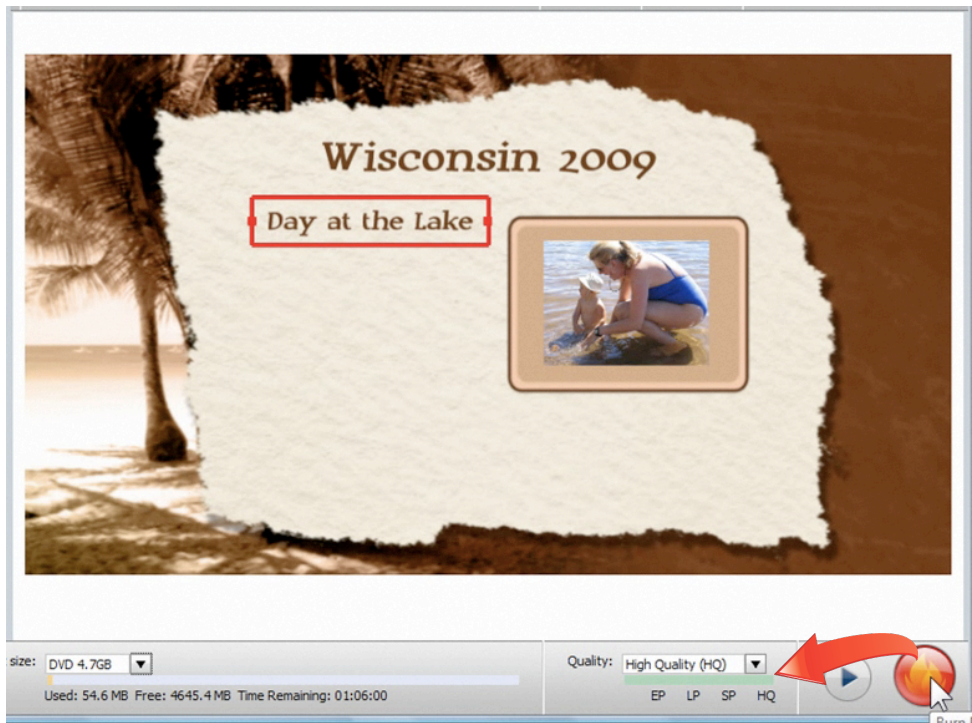 Wisconsin 2009
Day at the Lake
size: DVD 4.7GB
Quality: High Quality (HQ)
Used: 54.6 MB Free: 4645.4 MB Time Remaining: 01:06:00
EP LP SP HQ